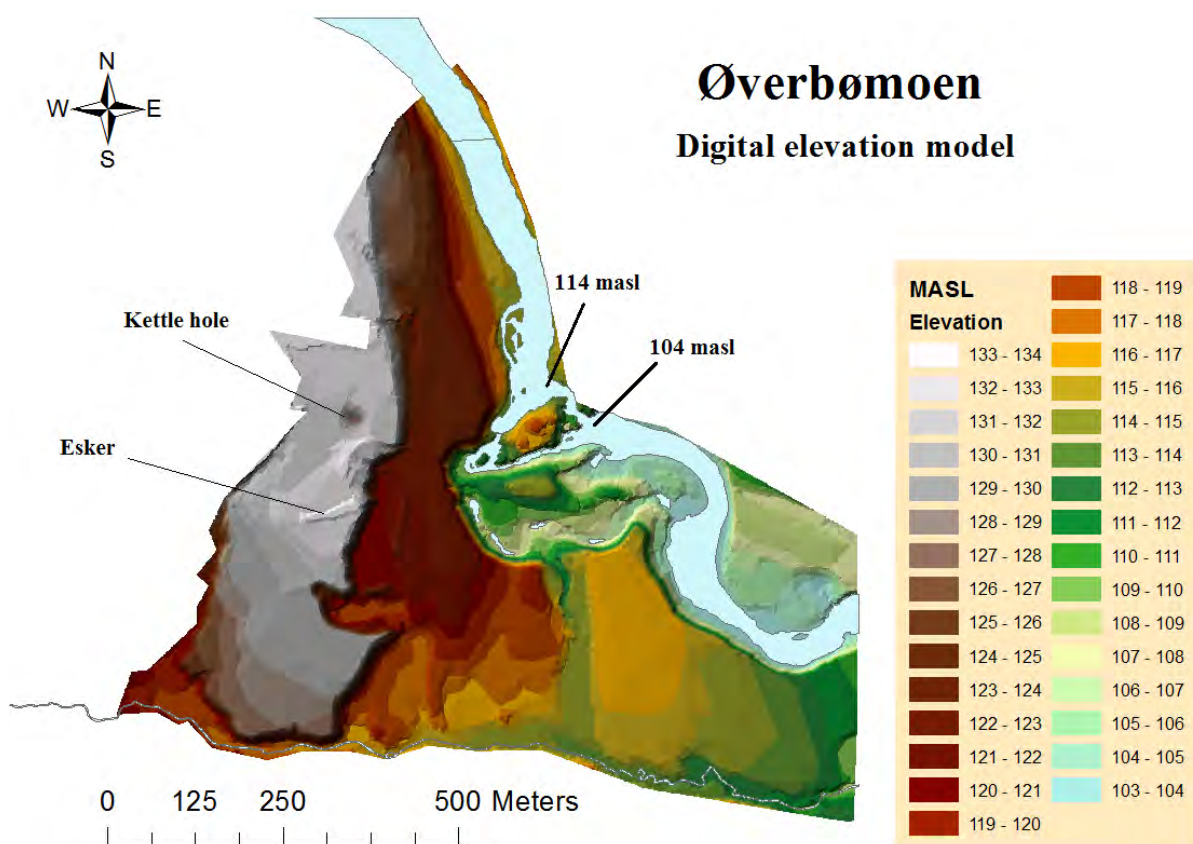 Øverbømoen
Digital elevation model
N
W E
S
114 masl
104 masl
Kettle hole
Esker
MASL
Elevation
133 - 134
132 - 133
131 - 132
130 - 131
129 - 130
128 - 129
127 - 128
126 - 127
125 - 126
124 - 125
123 - 124
122 - 123
121 - 122
120 - 121
119 - 120
118 - 119
117 - 118
116 - 117
115 - 116
114 - 115
113 - 114
112 - 113
111 - 112
110 - 111
109 - 110
108 - 109
107 - 108
106 - 107
105 - 106
104 - 105
103 - 104
0 125 250 500 Meters